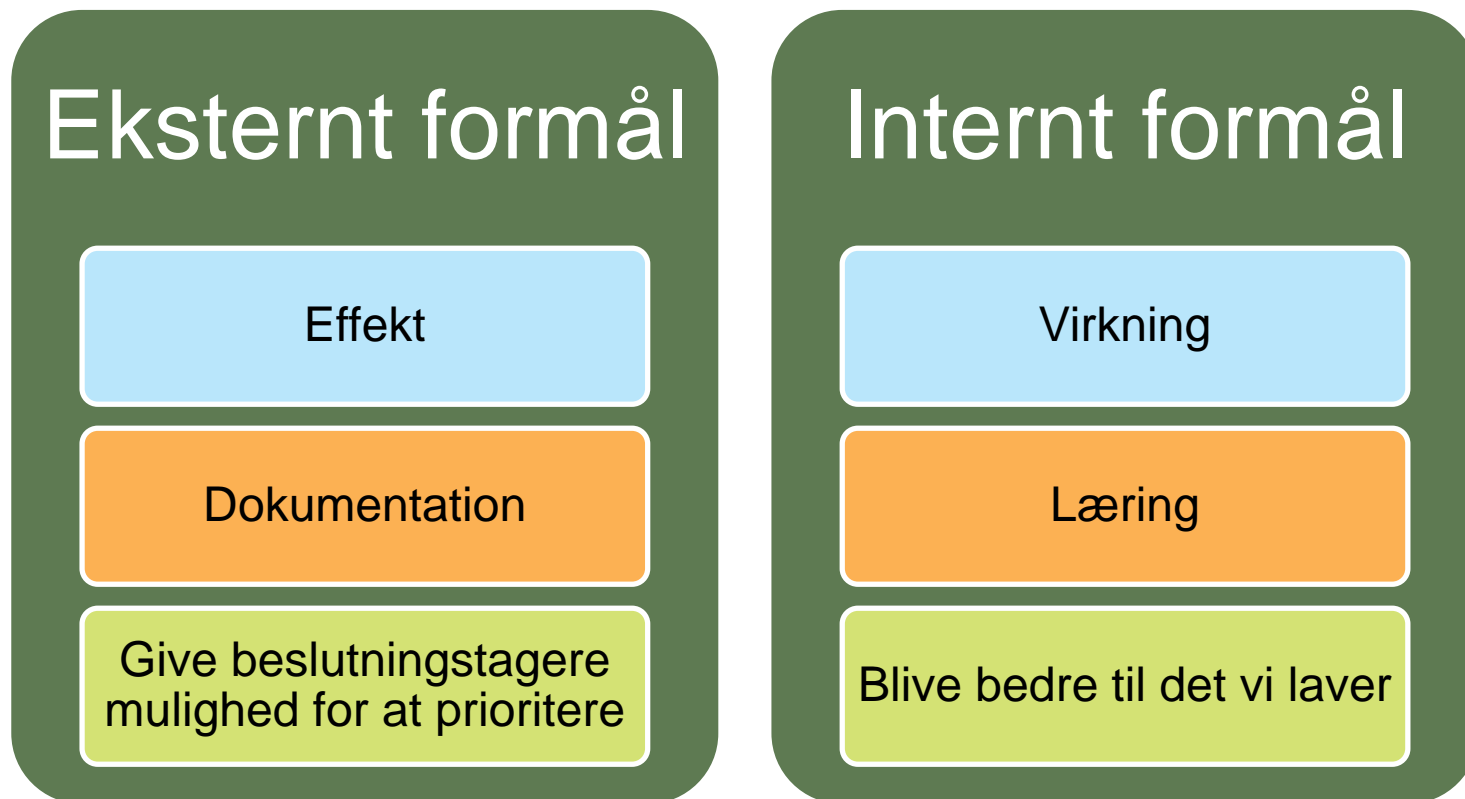 Eksternt formål
Effekt
Dokumentation
Give beslutningstagere
mulighed for at prioritere
Internt formål
Virkning
Læring
Blive bedre til det vi laver